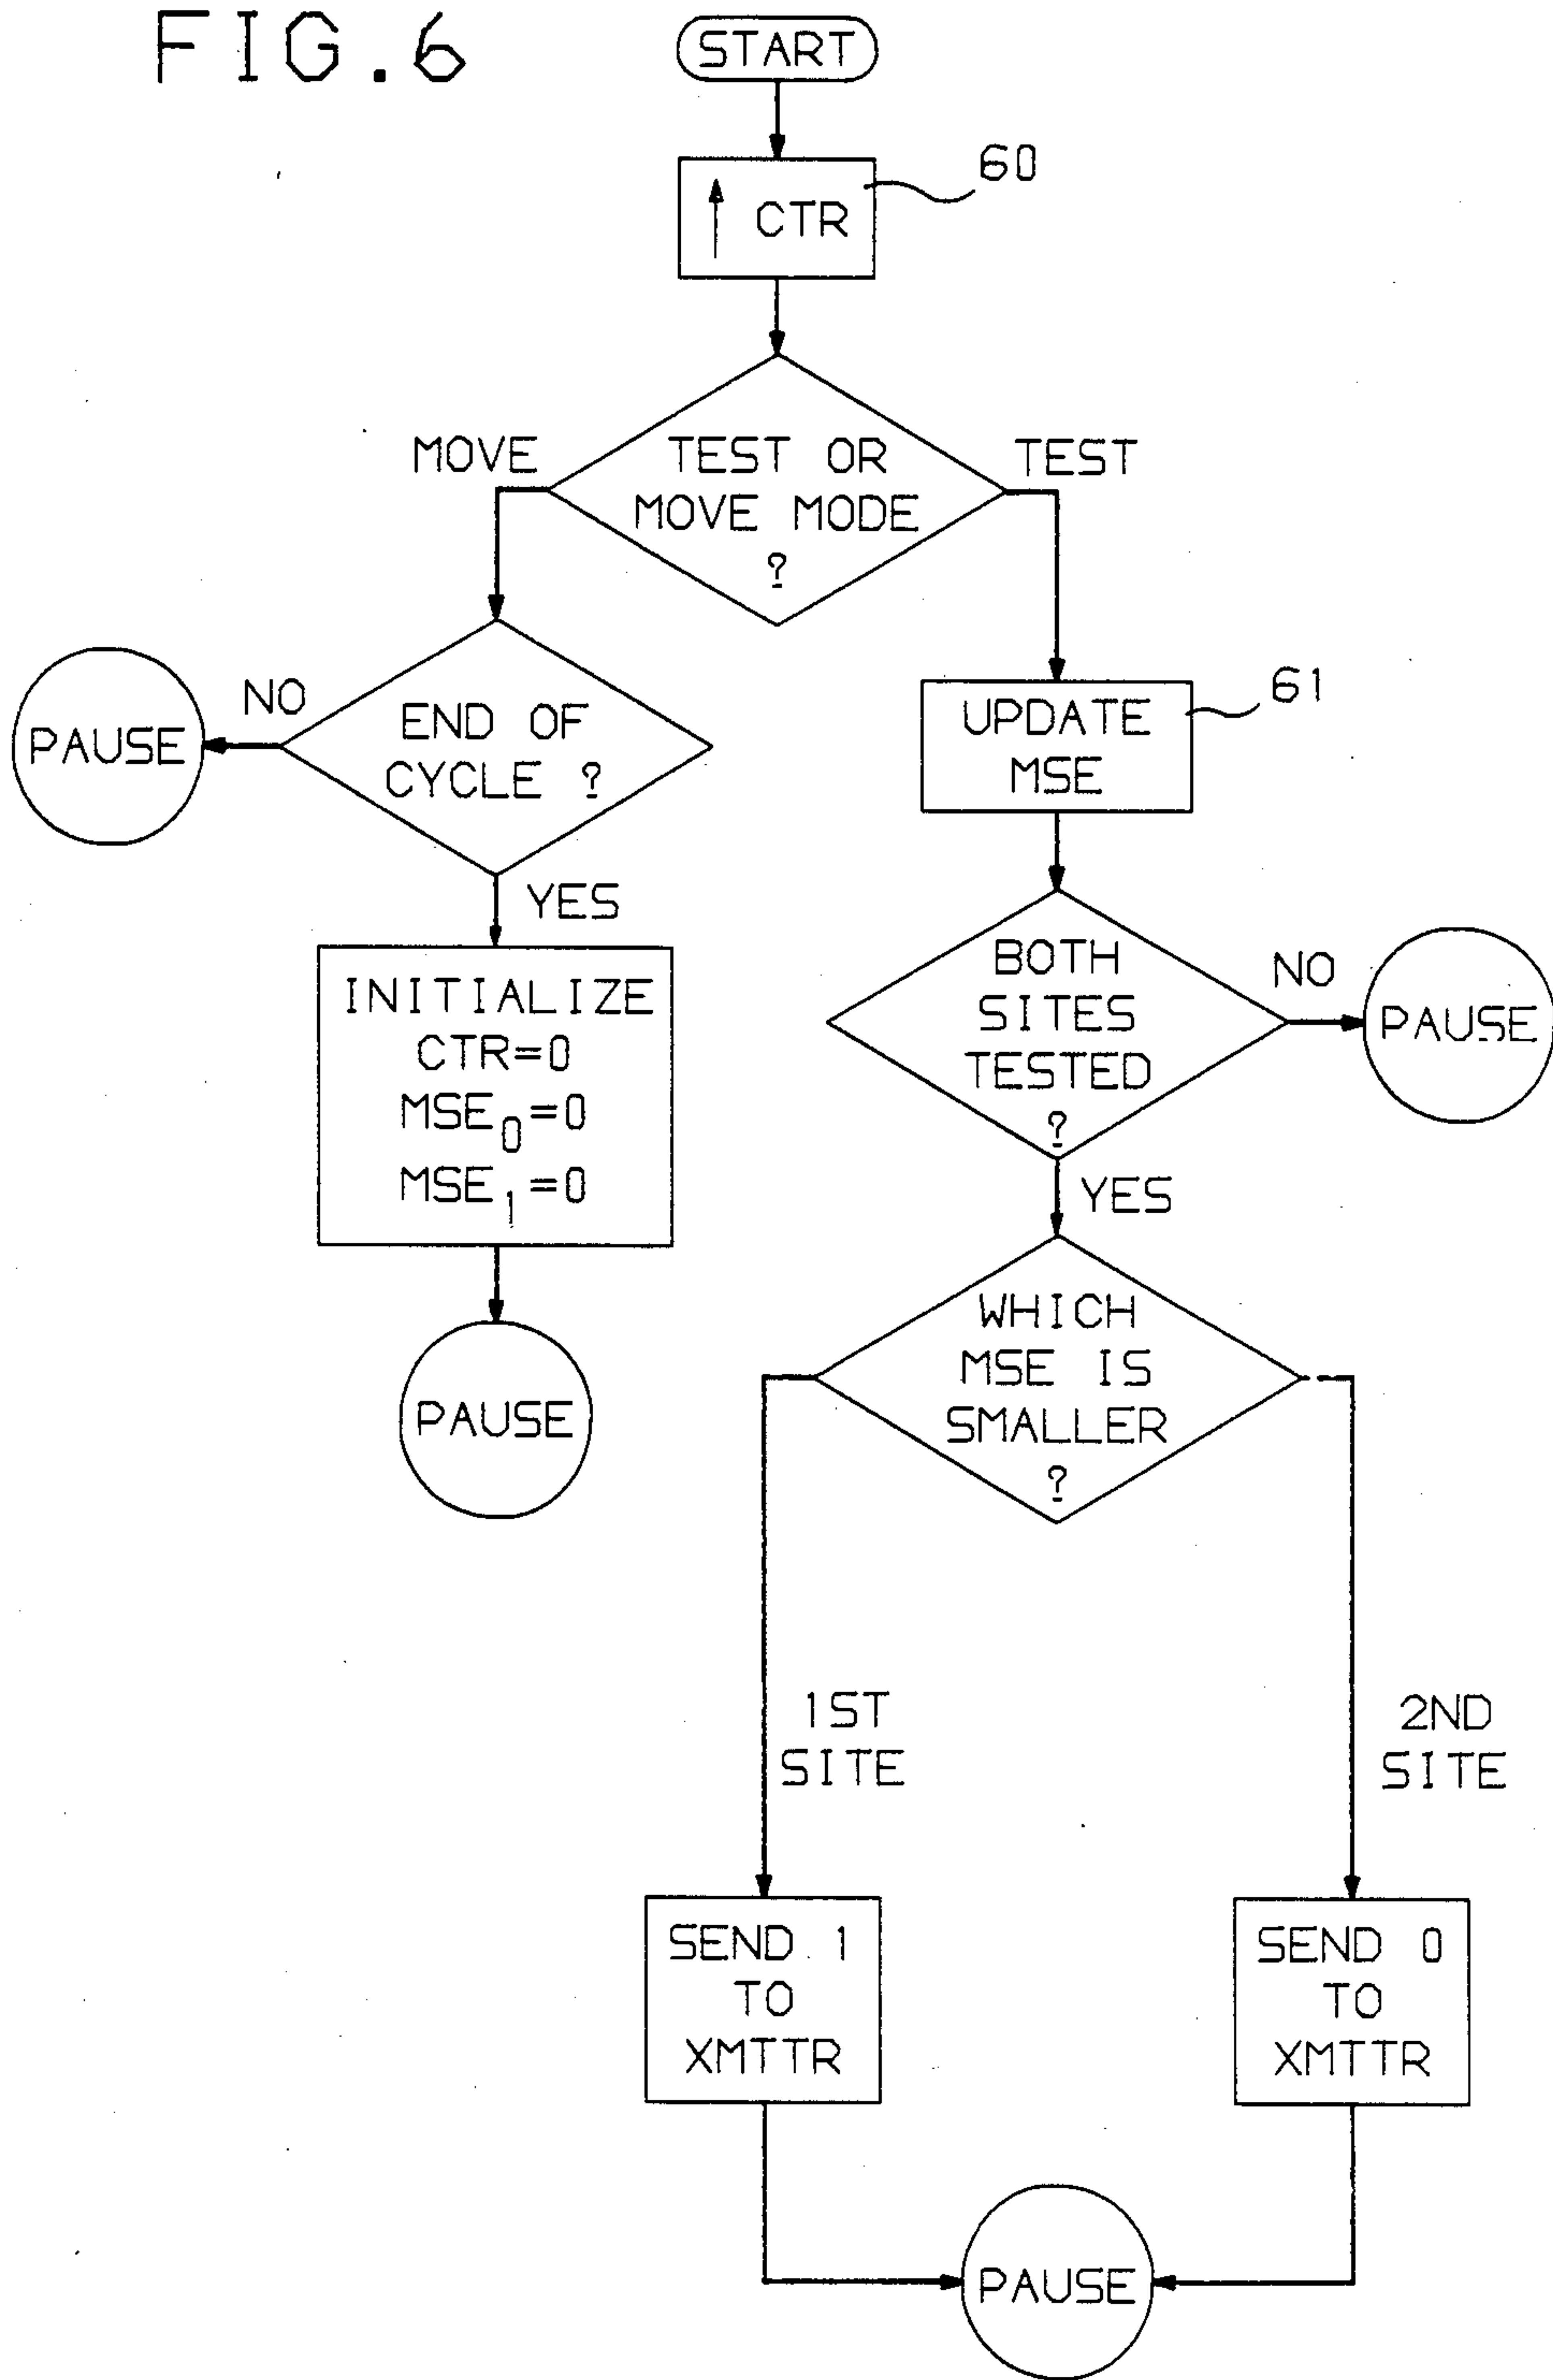 FIG.6
START
60
↑ CTR
MOVE
TEST OR
MOVE MODE
?
TEST
PAUSE
NO
END OF
CYCLE ?
UPDATE
MSE
61
YES
INITIALIZE
CTR=0
MSE₀=0
MSE₁=0
PAUSE
BOTH
SITES
TESTED
?
NO
PAUSE
YES
WHICH
MSE IS
SMALLER
?
1ST
SITE
2ND
SITE
SEND 1
TO
XMTTR
SEND 0
TO
XMTTR
PAUSE